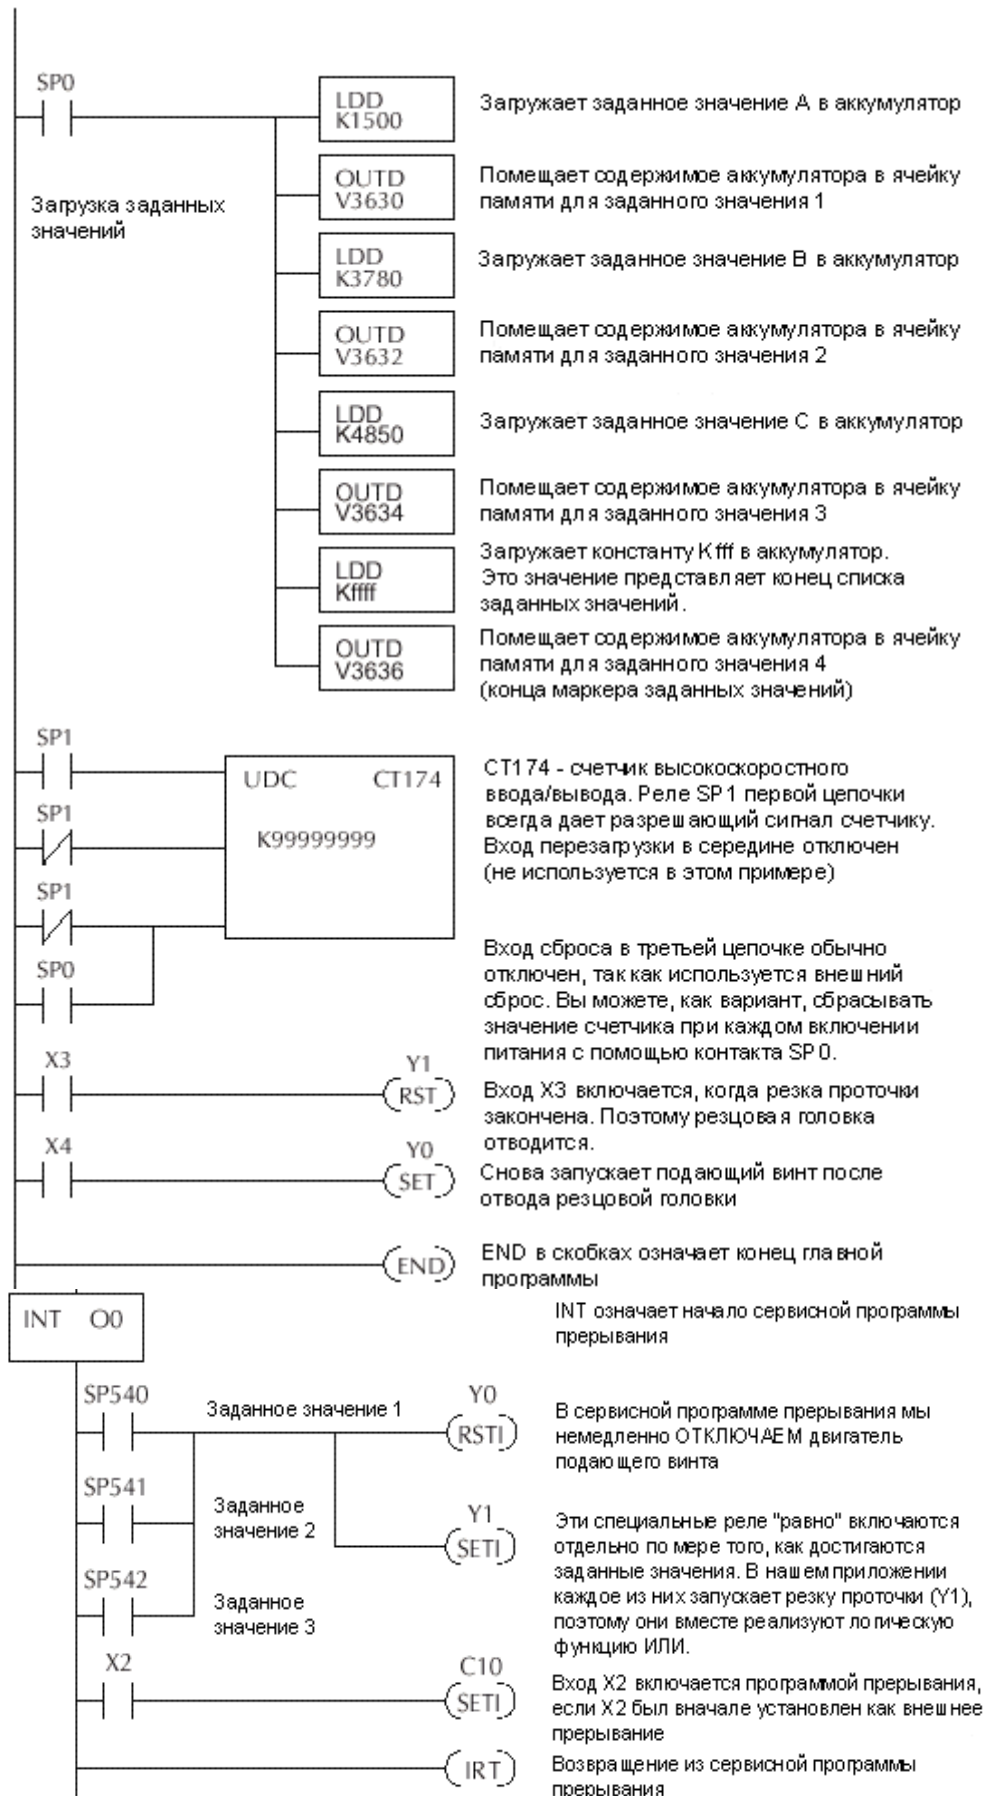 SP0
LDD
K1500
Загружает заданное значение А в аккумулятор
OUTD
V3630
Помещает содержимое аккумулятора в ячейку
памяти для заданного значения 1
Загрузка заданных
значений
LDD
K3780
Загружает заданное значение В в аккумулятор
OUTD
V3632
Помещает содержимое аккумулятора в ячейку
памяти для заданного значения 2
LDD
K4850
Загружает заданное значение С в аккумулятор
OUTD
V3634
Помещает содержимое аккумулятора в ячейку
памяти для заданного значения 3
LDD
Kffff
Загружает константу Kfff в аккумулятор.
Это значение представляет конец списка
заданных значений.
OUTD
V3636
Помещает содержимое аккумулятора в ячейку
памяти для заданного значения 4
(конца маркера заданных значений)
SP1
UDC CT174
K99999999
SP1
SP1
SP0
CT174 - счетчик высокоскоростного
ввода/вывода. Реле SP1 первой цепочки
всегда дает разрешающий сигнал счетчику.
Вход перезагрузки в середине отключен
(не используется в этом примере)
Вход сброса в третьей цепочке обычно
отключен, так как используется внешний
сброс. Вы можете, как вариант, сбрасывать
значение счетчика при каждом включении
питания с помощью контакта SP0.
X3
Y1
RST
Вход X3 включается, когда резка проточки
закончена. Поэтому резцовая головка
отводится.
X4
Y0
SET
Снова запускает подающий винт после
отвода резцовой головки
END
END в скобках означает конец главной
программы
INT O0
INT означает начало сервисной программы
прерывания
SP540
Заданное значение 1
Y0
RSTI
В сервисной программе прерывания мы
немедленно ОТКЛЮЧАЕМ двигатель
подающего винта
SP541
Заданное
значение 2
Y1
SETI
Эти специальные реле "равно" включаются
отдельно по мере того, как достигаются
заданные значения. В нашем приложении
каждое из них запускает резку проточки (Y1),
поэтому они вместе реализуют логическую
функцию ИЛИ.
SP542
Заданное
значение 3
X2
C10
SETI
Вход X2 включается программой прерывания,
если X2 был вначале установлен как внешнее
прерывание
IRT
Возвращение из сервисной программы
прерывания